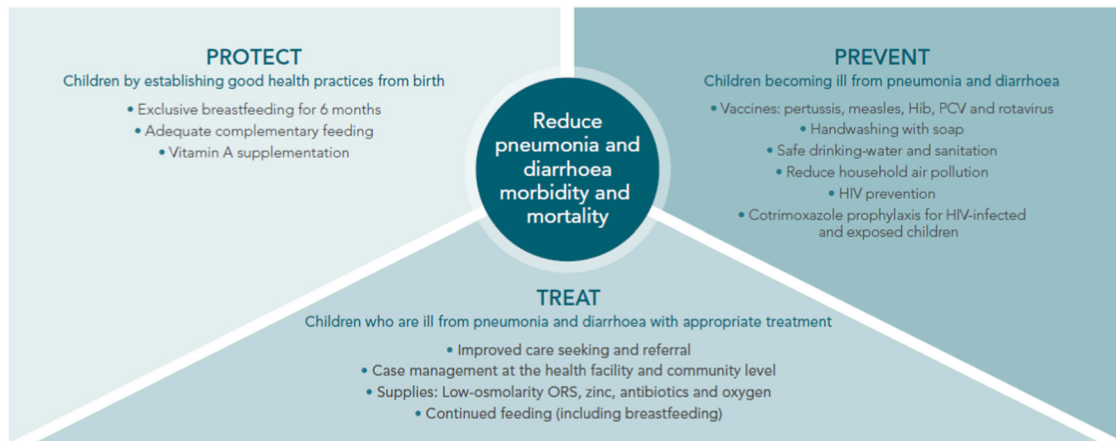 PROTECT
Children by establishing good health practices from birth
• Exclusive breastfeeding for 6 months
• Adequate complementary feeding
• Vitamin A supplementation
Reduce
pneumonia and
diarrhoea
morbidity and
mortality
PREVENT
Children becoming ill from pneumonia and diarrhoea
• Vaccines: pertussis, measles, Hib, PCV and rotavirus
• Handwashing with soap
• Safe drinking-water and sanitation
• Reduce household air pollution
• HIV prevention
• Cotrimoxazole prophylaxis for HIV-infected
and exposed children
TREAT
Children who are ill from pneumonia and diarrhoea with appropriate treatment
• Improved care seeking and referral
• Case management at the health facility and community level
• Supplies: Low-osmolarity ORS, zinc, antibiotics and oxygen
• Continued feeding (including breastfeeding)